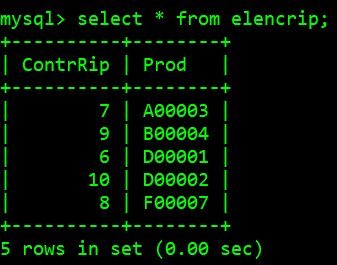 mysql> select * from elencrip;
+----------+--------+
| ContrRip | Prod   |
+----------+--------+
|        7 | A00003 |
|        9 | B00004 |
|        6 | D00001 |
|       10 | D00002 |
|        8 | F00007 |
+----------+--------+
5 rows in set (0.00 sec)